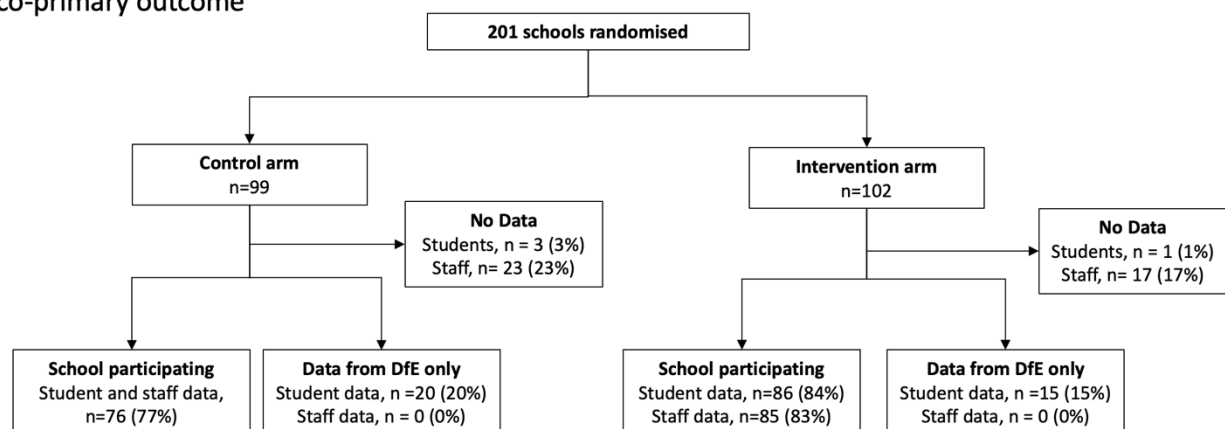 co-primary outcome
201 schools randomised
Control arm
n=99
Intervention arm
n=102
No Data
Students, n = 3 (3%)
Staff, n= 23 (23%)
No Data
Students, n = 1 (1%)
Staff, n= 17 (17%)
School participating
Student and staff data,
n=76 (77%)
Data from DfE only
Student data, n =20 (20%)
Staff data, n = 0 (0%)
School participating
Student data, n=86 (84%)
Staff data, n=85 (83%)
Data from DfE only
Student data, n =15 (15%)
Staff data, n = 0 (0%)